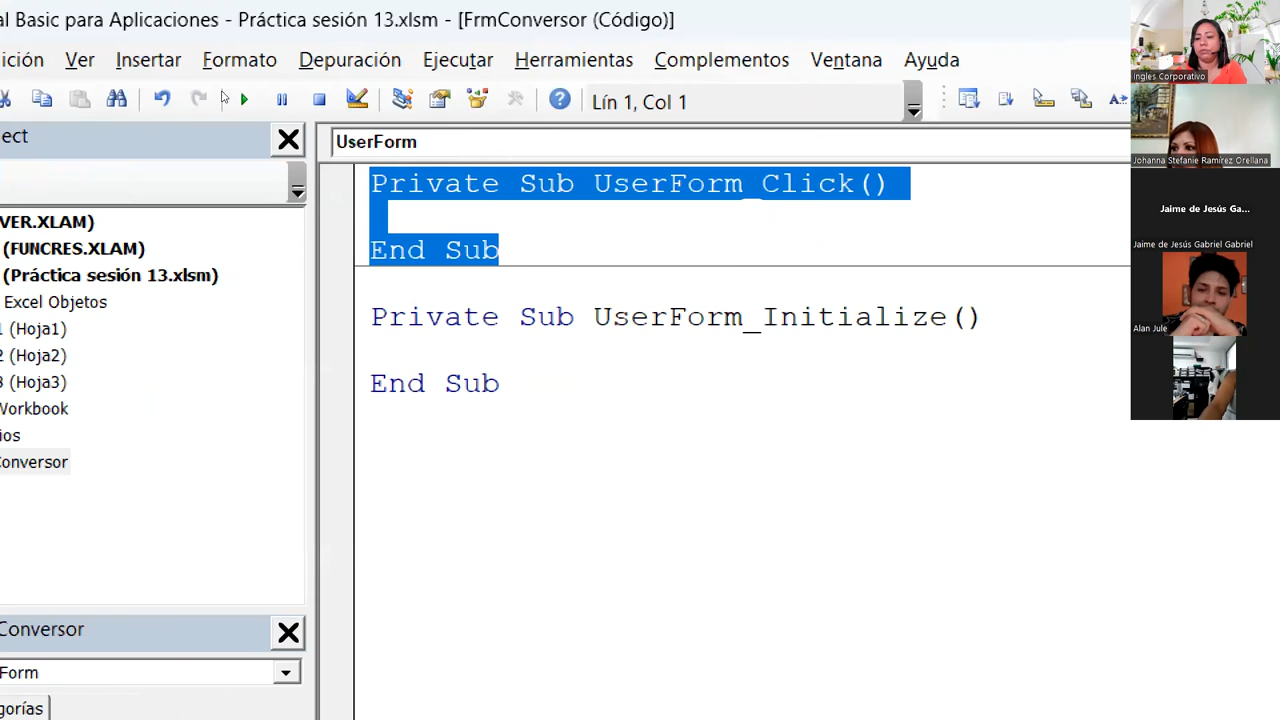 al Basic para Aplicaciones - Práctica sesión 13.xlsm - [FrmConversor (Código)]
ición Ver Insertar Formato Depuración Ejecutar Herramientas Complementos Ventana Ayuda
Lín 1, Col 1
ect
UserForm
VER.XLAM)
(FUNCRES.XLAM)
(Práctica sesión 13.xlsm)
Excel Objetos
1 (Hoja1)
2 (Hoja2)
3 (Hoja3)
Workbook
ios
Conversor
Conversor
Form
gorías
Private Sub UserForm_Click()
End Sub
Private Sub UserForm_Initialize()
End Sub
Ingles Corporativo
Johanna Stefanie Ramírez Orellana
Jaime de Jesús Ga...
Jaime de Jesús Gabriel Gabriel
Alan Jule